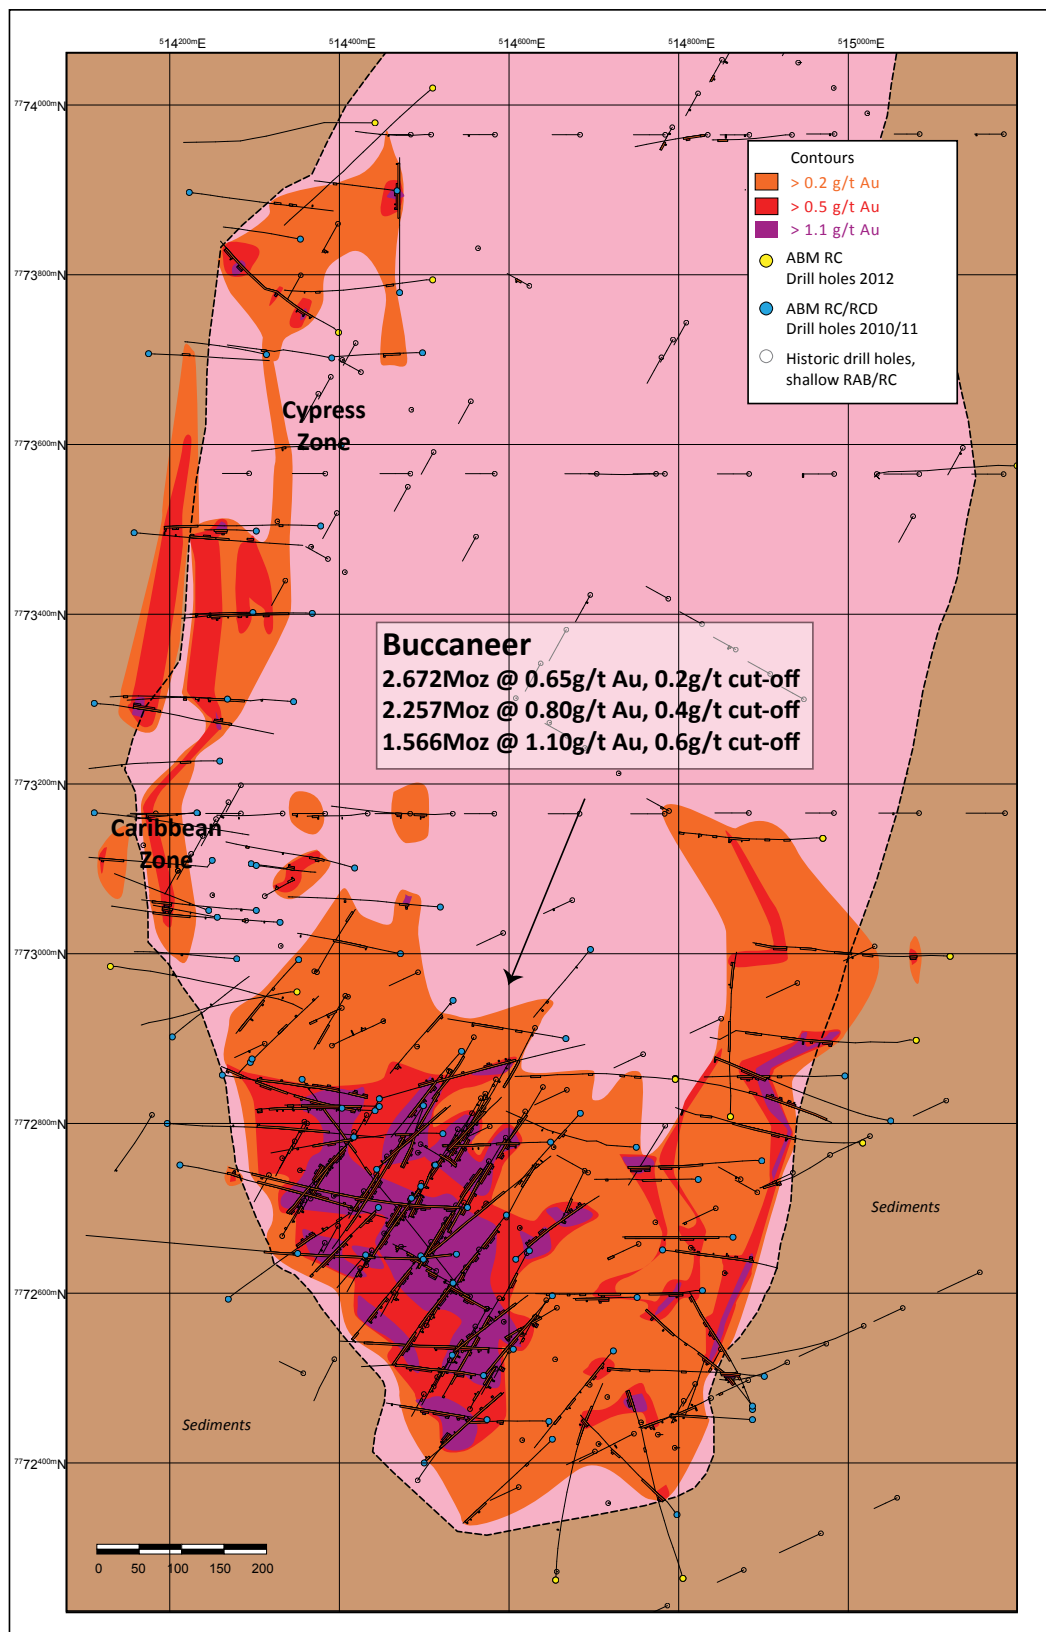 514200mE
514400mE
514600mE
514800mE
515000mE
7774000mN
Contours
> 0.2 g/t Au
> 0.5 g/t Au
> 1.1 g/t Au
ABM RC
Drill holes 2012
ABM RC/RCD
Drill holes 2010/11
Historic drill holes,
shallow RAB/RC
7773800mN
Cypress
Zone
7773600mN
7773400mN
Buccaneer
2.672Moz @ 0.65g/t Au, 0.2g/t cut-off
2.257Moz @ 0.80g/t Au, 0.4g/t cut-off
1.566Moz @ 1.10g/t Au, 0.6g/t cut-off
7773200mN
Caribbean
Zone
7773000mN
7772800mN
Sediments
7772600mN
Sediments
7772400mN
0 50 100 150 200